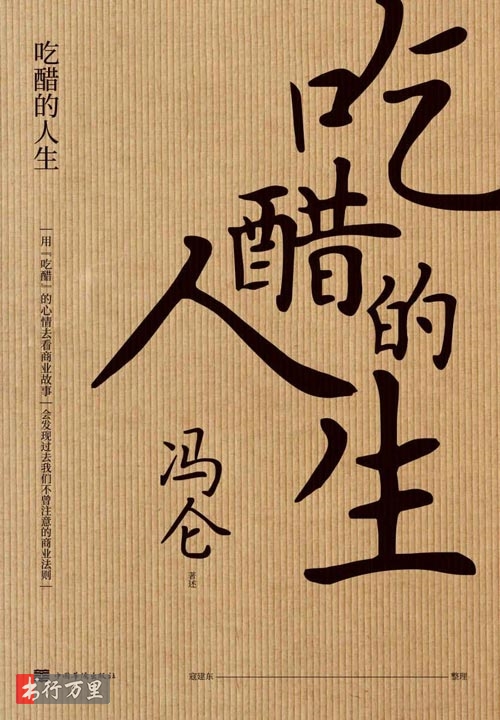 吃醋的人生
吃醋的人生
用『吃醋』的心情去看商业故事
会发现过去我们不曾注意的商业法则
冯仑
著述
寇建东
整理
书行万里